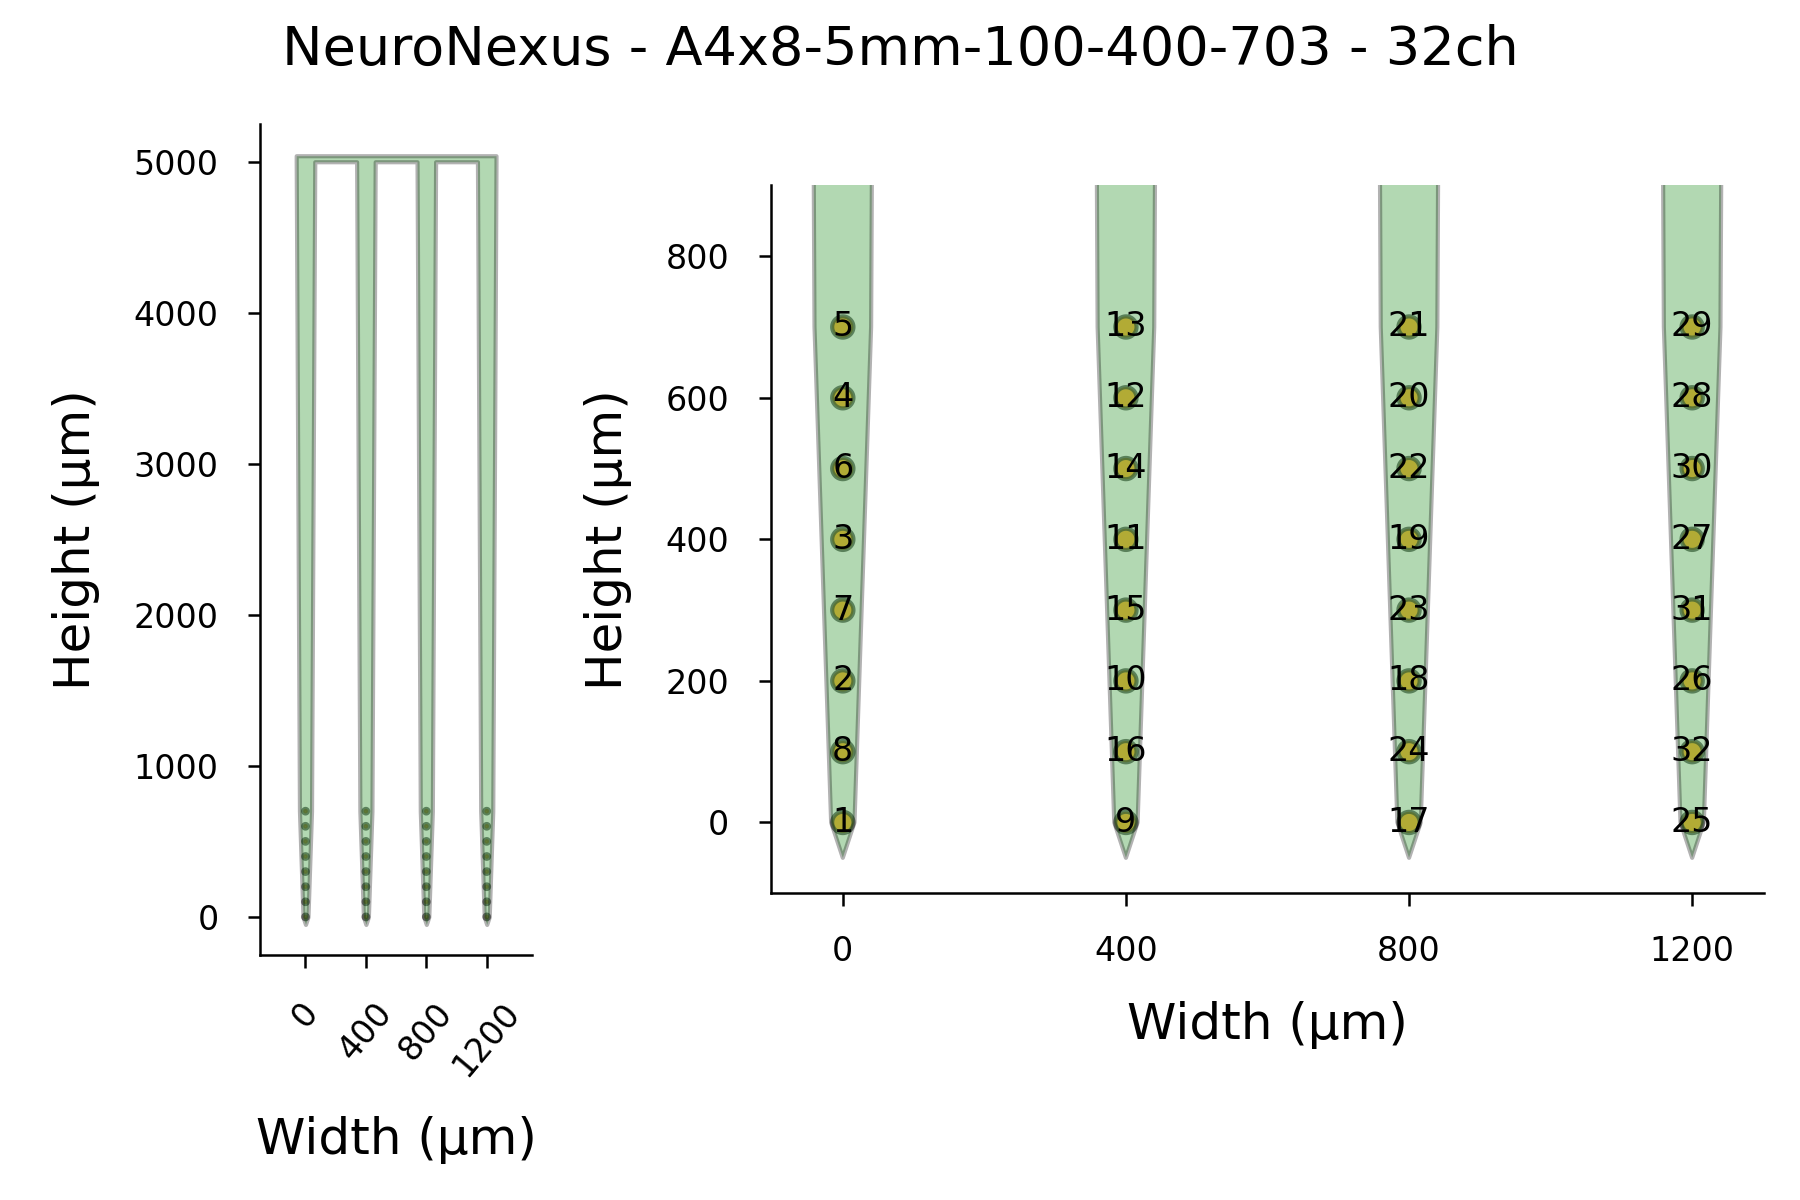 NeuroNexus - A4x8-5mm-100-400-703 - 32ch
Height (µm)
5000
4000
3000
2000
1000
0
0 400 800 1200
Width (µm)
Height (µm)
800
600
400
200
0
5 13 21 29
4 12 20 28
6 14 22 30
3 11 19 27
7 15 23 31
2 10 18 26
8 16 24 32
1 9 17 25
0 400 800 1200
Width (µm)